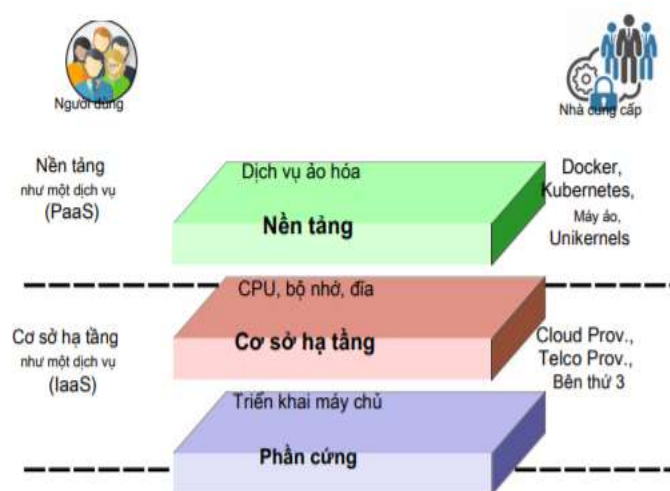 Người dùng
Nhà cung cấp
Nền tảng
như một dịch vụ
(PaaS)
Dịch vụ ảo hóa
Nền tảng
Docker,
Kubernetes,
Máy ảo,
Unikernels
Cơ sở hạ tầng
như một dịch vụ
(IaaS)
CPU, bộ nhớ, đĩa
Cơ sở hạ tầng
Cloud Prov.,
Telco Prov.,
Bên thứ 3
Triển khai máy chủ
Phần cứng